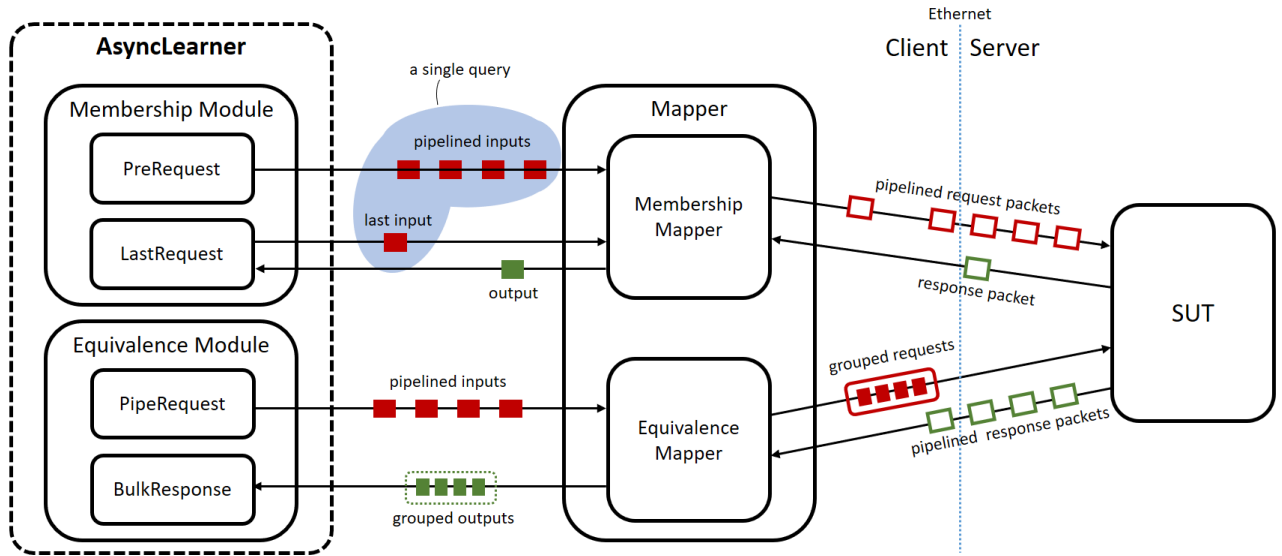 Ethernet
AsyncLearner
Client
Server
a single query
Membership Module
Mapper
pipelined inputs
PreRequest
pipelined request packets
Membership
Mapper
last input
LastRequest
output
response packet
SUT
Equivalence Module
grouped requests
pipelined inputs
PipeRequest
Equivalence
Mapper
pipelined response packets
BulkResponse
grouped outputs